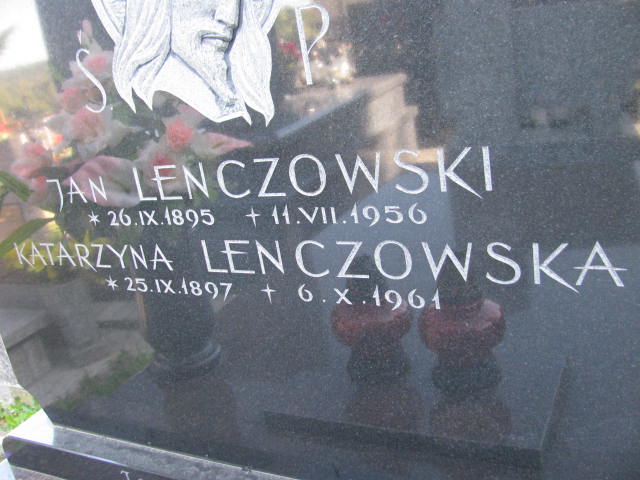 Ś P
JAN LENCZOWSKI
* 26.IX.1895 + 11.VII.1956
KATARZYNA LENCZOWSKA
* 25.IX.1897 + 6.X.1961